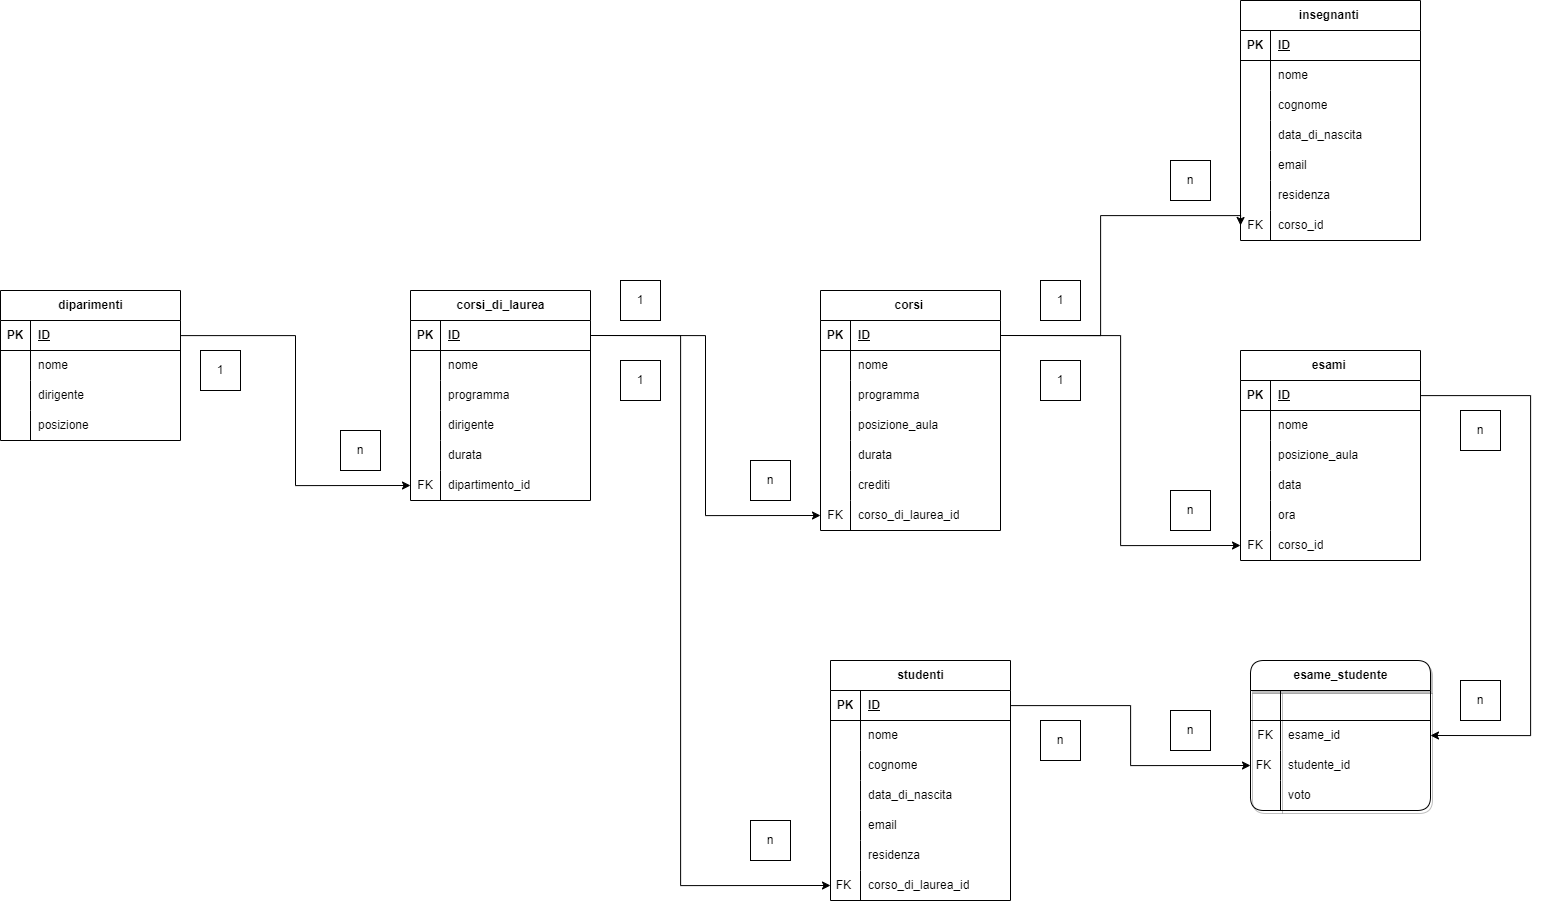 insegnanti
PK ID
nome
cognome
data_di_nascita
email
residenza
FK corso_id
n
diparimenti
PK ID
nome
dirigente
posizione
1
n
corsi_di_laurea
PK ID
nome
programma
dirigente
durata
FK dipartimento_id
1
1
n
corsi
PK ID
nome
programma
posizione_aula
durata
crediti
FK corso_di_laurea_id
1
1
n
esami
PK ID
nome
posizione_aula
data
ora
FK corso_id
n
n
studenti
PK ID
nome
cognome
data_di_nascita
email
residenza
FK corso_di_laurea_id
n
n
n
esame_studente
FK esame_id
FK studente_id
voto